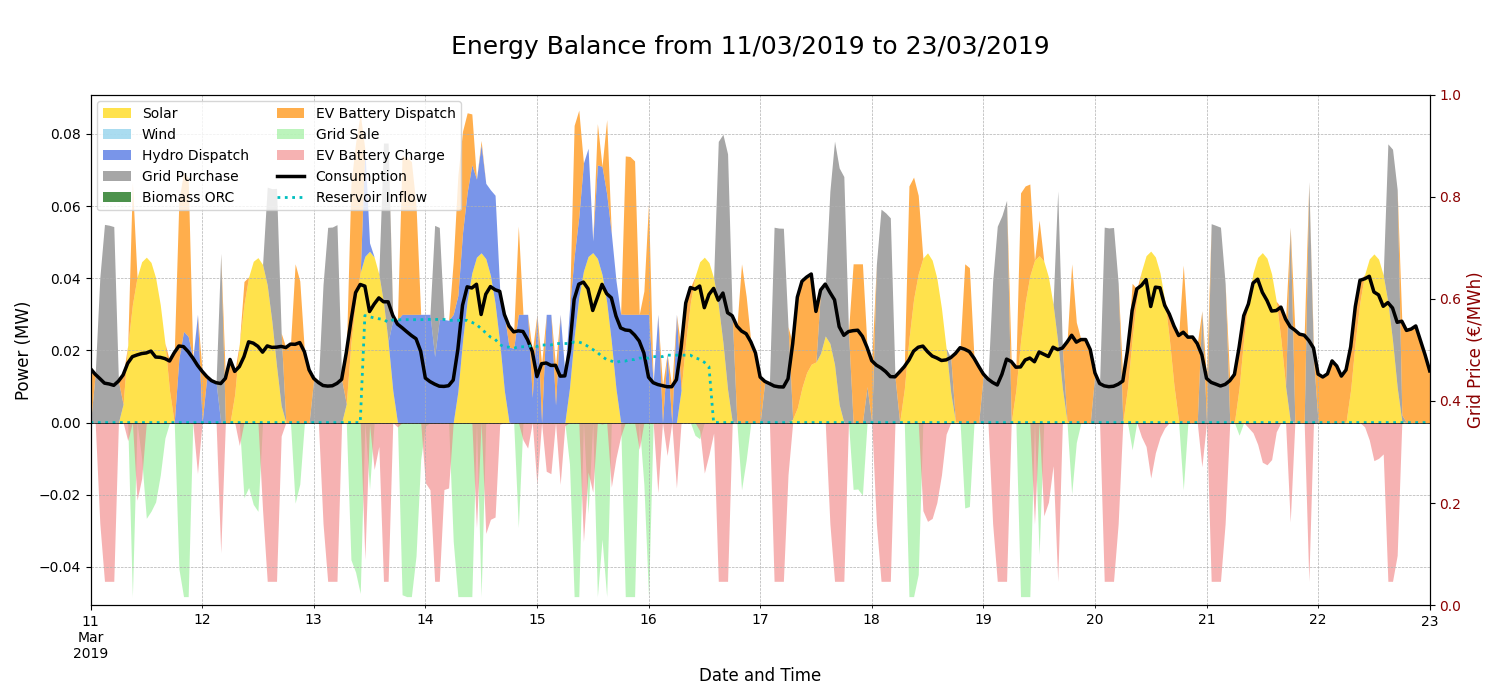 Energy Balance from 11/03/2019 to 23/03/2019
Solar
Wind
Hydro Dispatch
Grid Purchase
Biomass ORC
EV Battery Dispatch
Grid Sale
EV Battery Charge
Consumption
Reservoir Inflow
Power (MW)
0.08
0.06
0.04
0.02
0.00
−0.02
−0.04
1.0
0.8
0.6
0.4
0.2
0.0
Grid Price (€/MWh)
11
Mar
2019
12
13
14
15
16
17
18
19
20
21
22
23
Date and Time